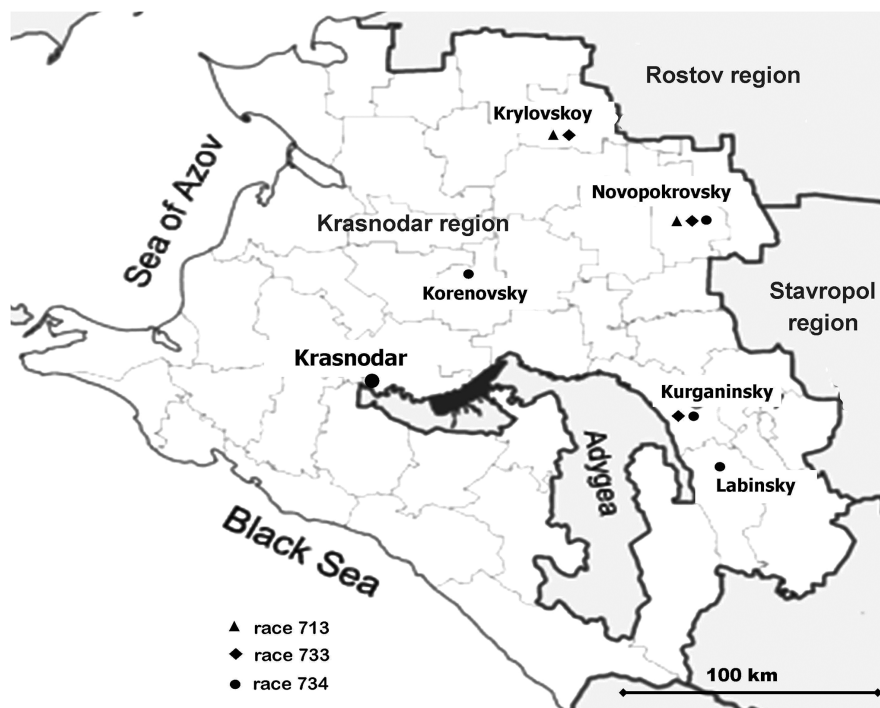 Rostov region
Krylovskoy
Sea of Azov
Novopokrovsky
Krasnodar region
Korenovsky
Stavropol
region
Krasnodar
Kurganinsky
Adygea
Labinsky
Black Sea
race 713
race 733
race 734
100 km